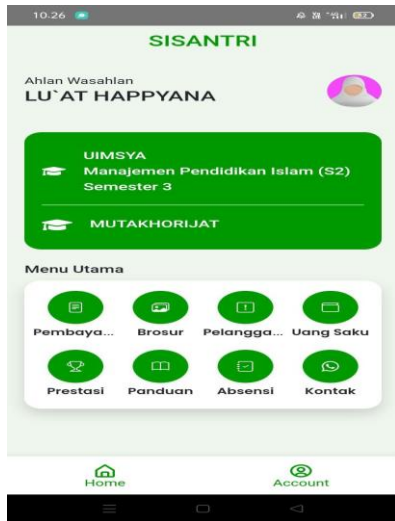 10.26
SISANTRI
Ahlan Wasahlan
LU`AT HAPPYANA
UIMSYA
Manajemen Pendidikan Islam (S2)
Semester 3
MUTAKHORIJAT
Menu Utama
Pembaya... Brosur Pelangga... Uang Saku
Prestasi Panduan Absensi Kontak
Home Account